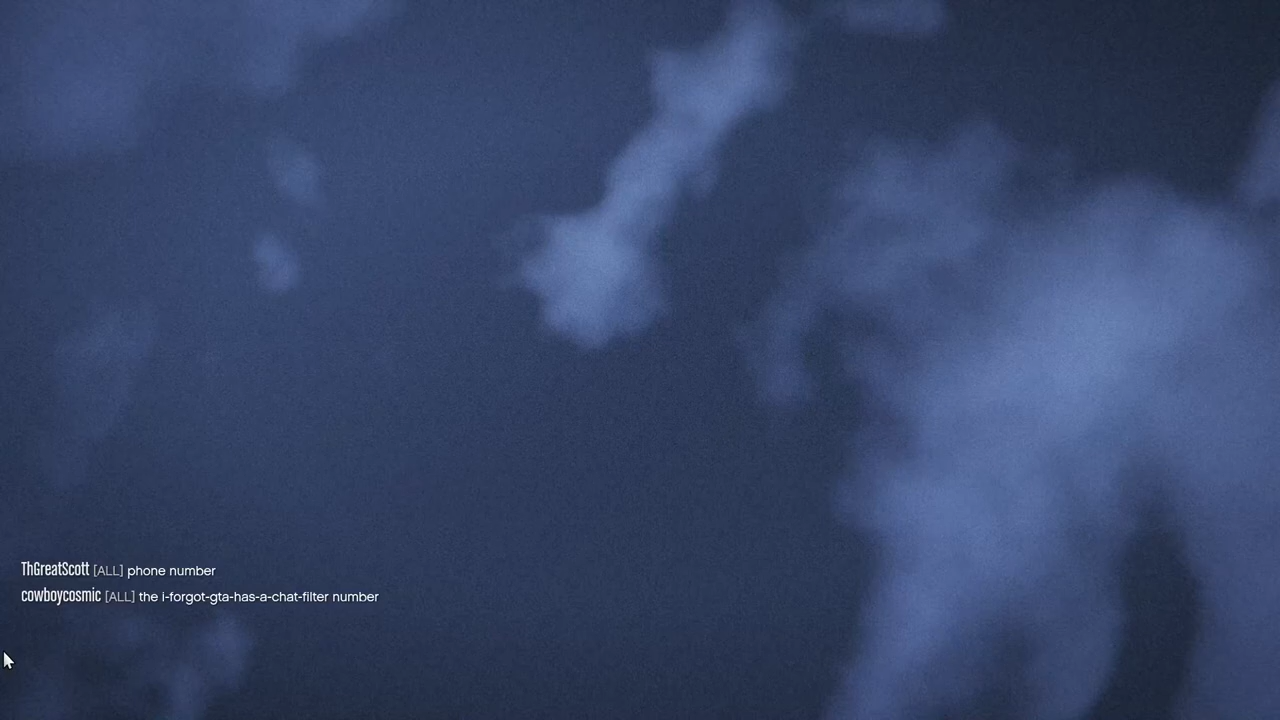 ThGreatScott [ALL] phone number
cowboycosmic [ALL] the i-forgot-gta-has-a-chat-filter number